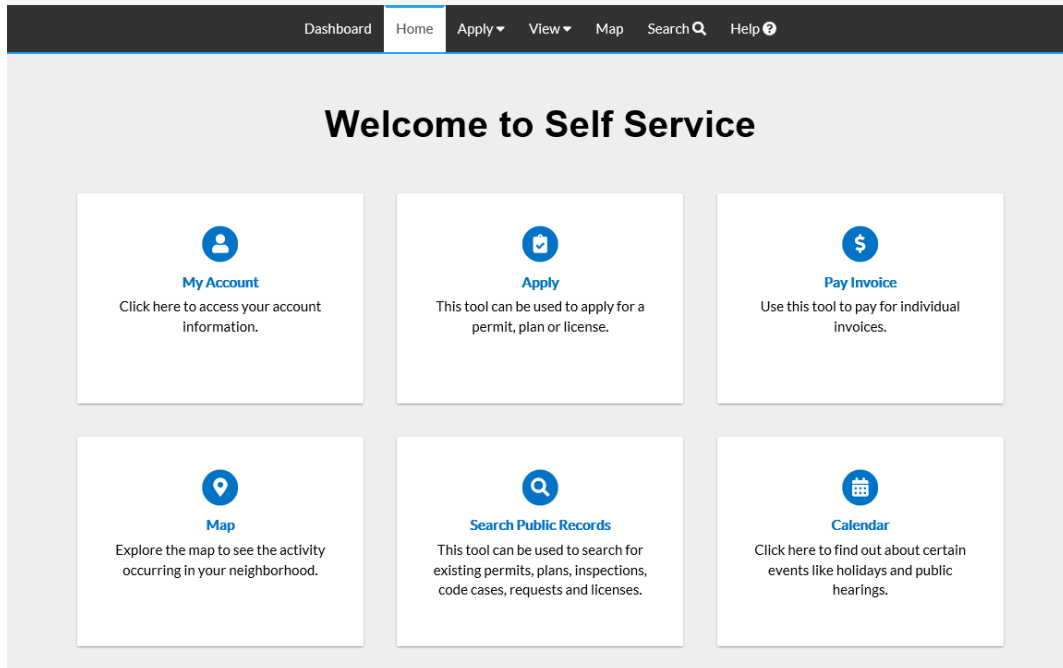 Dashboard Home Apply View Map Search Help
Welcome to Self Service
My Account
Click here to access your account
information.
Apply
This tool can be used to apply for a
permit, plan or license.
Pay Invoice
Use this tool to pay for individual
invoices.
Map
Explore the map to see the activity
occurring in your neighborhood.
Search Public Records
This tool can be used to search for
existing permits, plans, inspections,
code cases, requests and licenses.
Calendar
Click here to find out about certain
events like holidays and public
hearings.